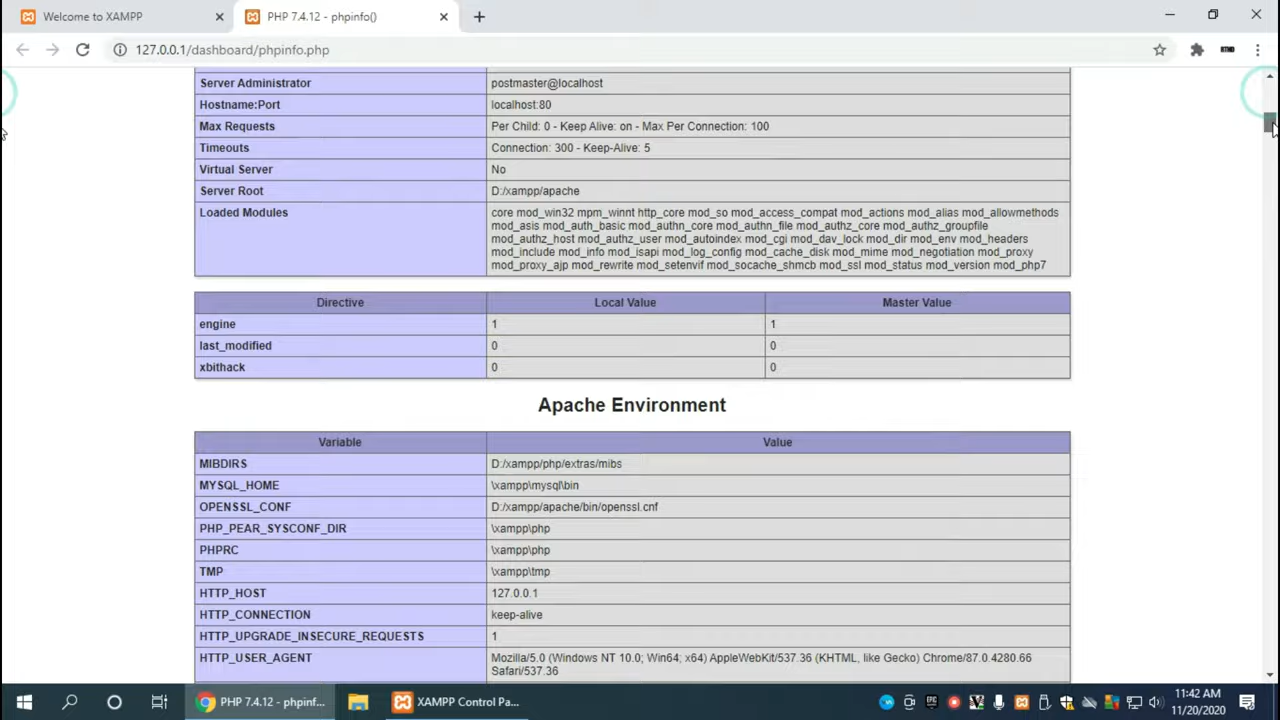 Welcome to XAMPP
PHP 7.4.12 - phpinfo()
127.0.0.1/dashboard/phpinfo.php
Server Administrator postmaster@localhost
Hostname:Port localhost:80
Max Requests Per Child: 0 - Keep Alive: on - Max Per Connection: 100
Timeouts Connection: 300 - Keep-Alive: 5
Virtual Server No
Server Root D:/xampp/apache
Loaded Modules core mod_win32 mpm_winnt http_core mod_so mod_access_compat mod_actions mod_alias mod_allowmethods
mod_asis mod_auth_basic mod_authn_core mod_authn_file mod_authz_core mod_authz_groupfile
mod_authz_host mod_authz_user mod_autoindex mod_cgi mod_dav_lock mod_dir mod_env mod_headers
mod_include mod_info mod_isapi mod_log_config mod_cache_disk mod_mime mod_negotiation mod_proxy
mod_proxy_ajp mod_rewrite mod_setenvif mod_socache_shmcb mod_ssl mod_status mod_version mod_php7
Directive Local Value Master Value
engine 1 1
last_modified 0 0
xbithack 0 0
Apache Environment
Variable Value
MIBDIRS D:/xampp/php/extras/mibs
MYSQL_HOME \xampp\mysql\bin
OPENSSL_CONF D:/xampp/apache/bin/openssl.cnf
PHP_PEAR_SYSCONF_DIR \xampp\php
PHPRC \xampp\php
TMP \xampp\tmp
HTTP_HOST 127.0.0.1
HTTP_CONNECTION keep-alive
HTTP_UPGRADE_INSECURE_REQUESTS 1
HTTP_USER_AGENT Mozilla/5.0 (Windows NT 10.0; Win64; x64) AppleWebKit/537.36 (KHTML, like Gecko) Chrome/87.0.4280.66
Safari/537.36
PHP 7.4.12 - phpinf...
XAMPP Control Pa...
11:42 AM
11/20/2020